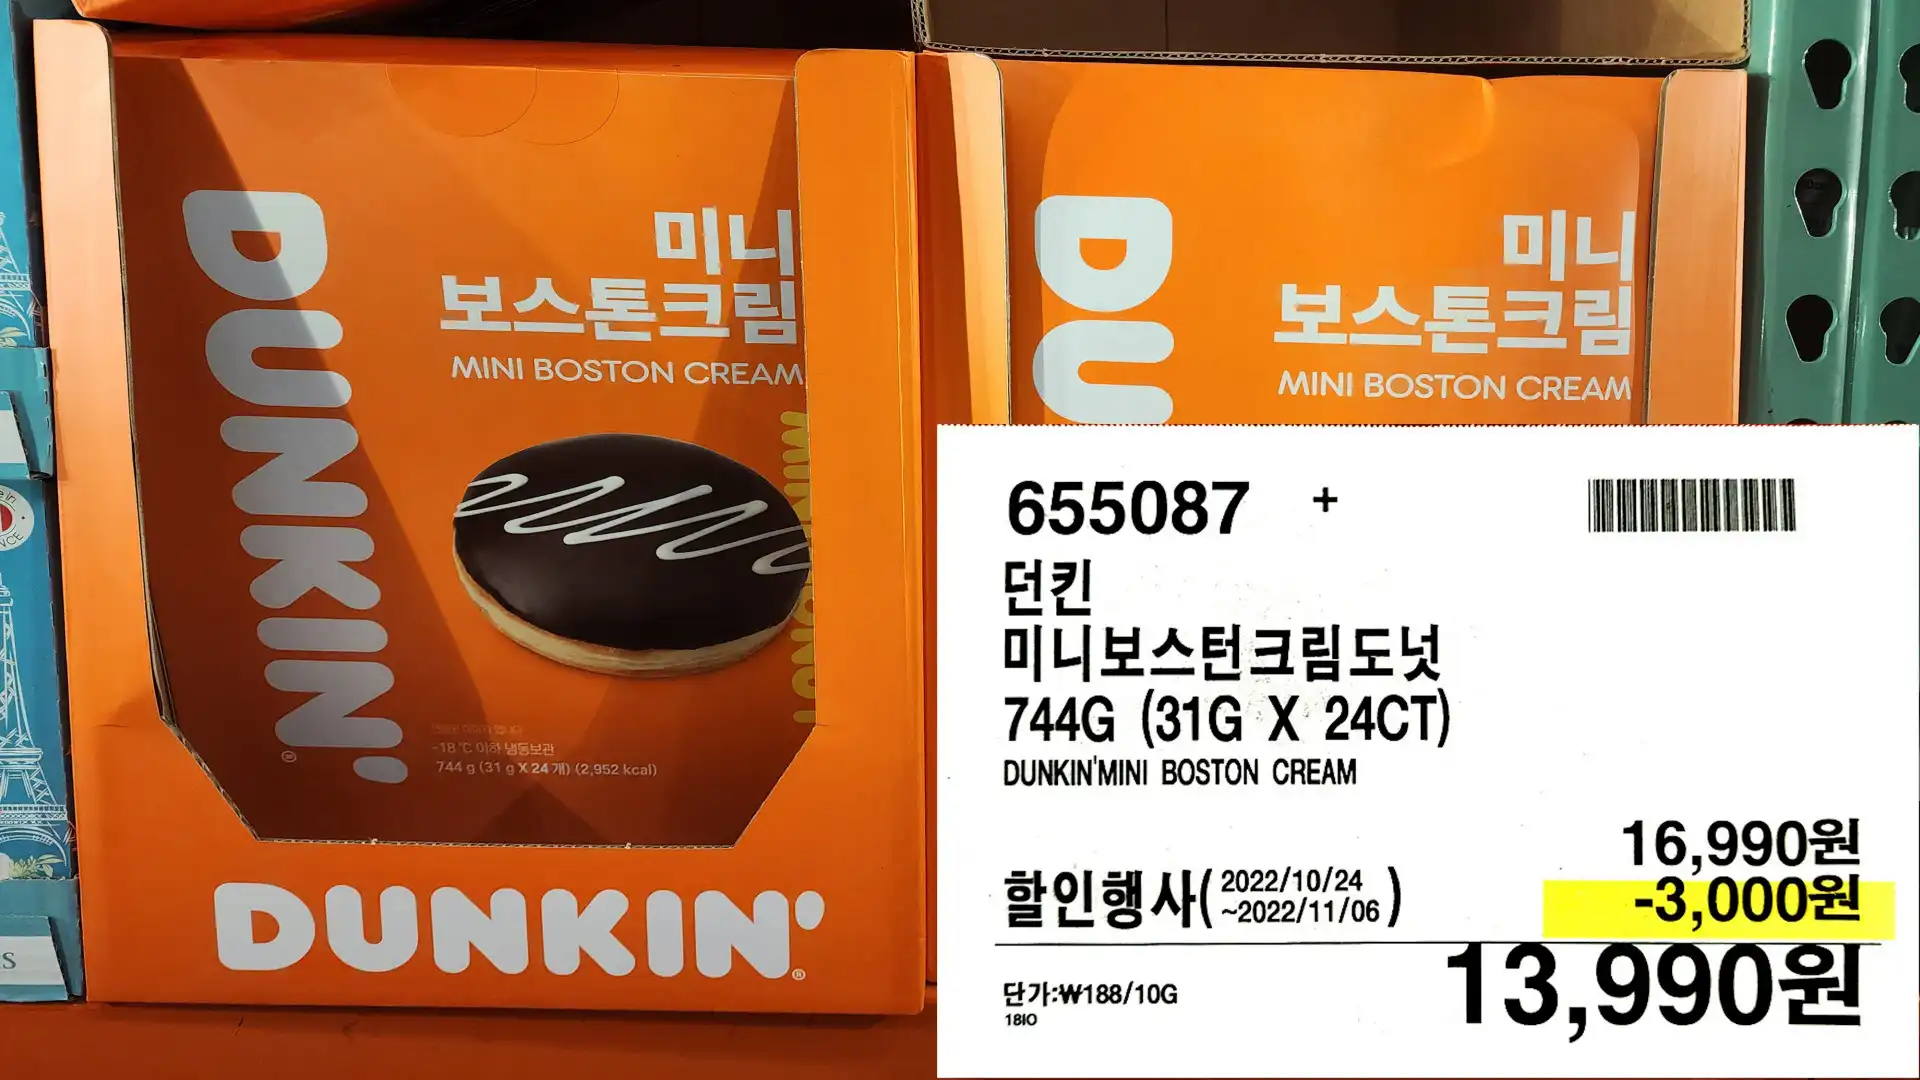 DUNKIN'
미니
보스톤크림
MINI BOSTON CREAM
-18 ℃ 이하 냉동보관
744 g (31 g X 24 개) (2,952 kcal)
DUNKIN'
DU
미니
보스톤크림
MINI BOSTON CREAM
655087 +
던킨
미니보스턴크림도넛
744G (31G X 24CT)
DUNKIN'MINI BOSTON CREAM
16,990원
할인행사(2022/10/24 ~2022/11/06)
-3,000원
13,990원
단가:₩188/10G
18IO